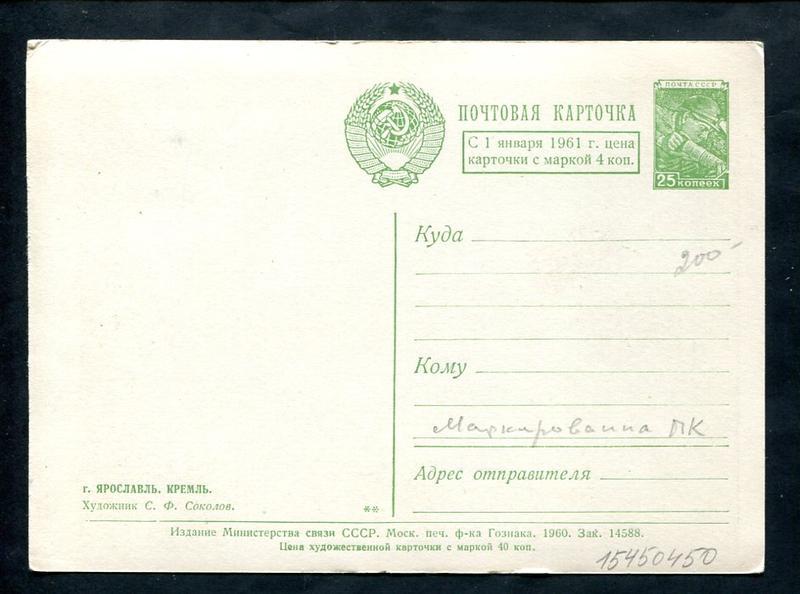 ПОЧТОВАЯ КАРТОЧКА
С 1 января 1961 г. цена
карточки с маркой 4 коп.
ПОЧТА СССР
25 КОПЕЕК
Куда
200
Кому
Маркированна ПК
Адрес отправителя
г. ЯРОСЛАВЛЬ. КРЕМЛЬ.
Художник С. Ф. Соколов.
**
Издание Министерства связи СССР. Моск. печ. ф-ка Гознака. 1960. Зак. 14588.
Цена художественной карточки с маркой 40 коп.
15450450